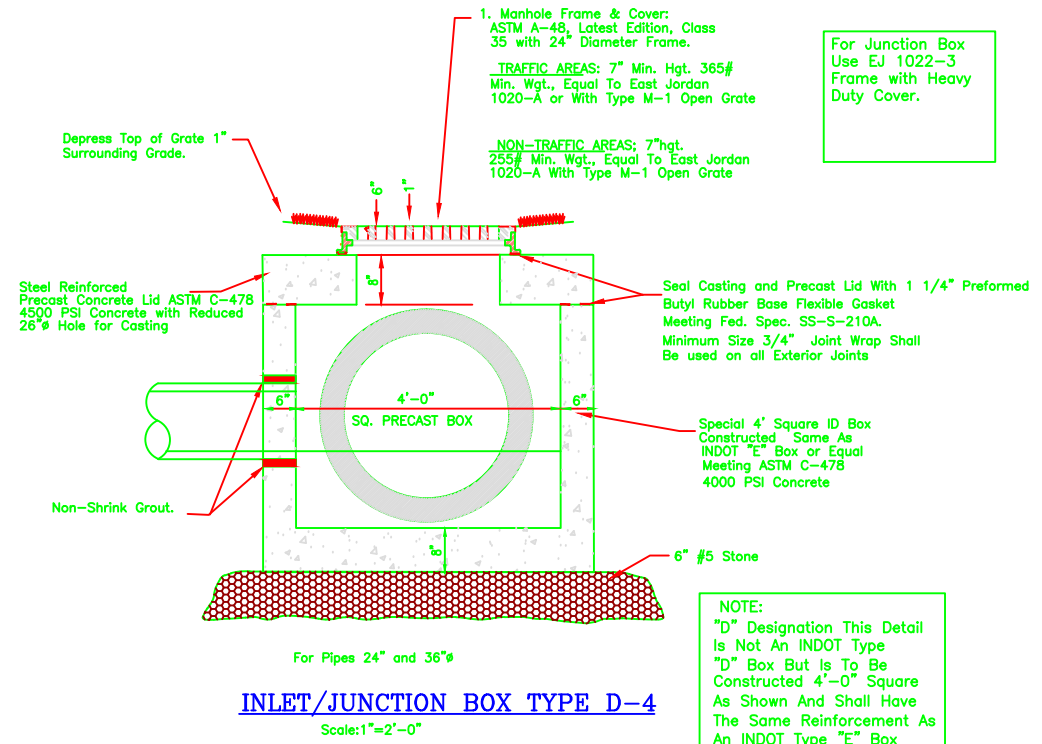 1. Manhole Frame & Cover:
ASTM A-48, Latest Edition, Class
35 with 24" Diameter Frame.
TRAFFIC AREAS: 7" Min. Hgt. 365#
Min. Wgt., Equal To East Jordan
1020-A or With Type M-1 Open Grate
NON-TRAFFIC AREAS; 7"hgt.
255# Min. Wgt., Equal To East Jordan
1020-A With Type M-1 Open Grate
For Junction Box
Use EJ 1022-3
Frame with Heavy
Duty Cover.
Depress Top of Grate 1"
Surrounding Grade.
6"
1"
8"
Steel Reinforced
Precast Concrete Lid ASTM C-478
4500 PSI Concrete with Reduced
26"ø Hole for Casting
Seal Casting and Precast Lid With 1 1/4" Preformed
Butyl Rubber Base Flexible Gasket
Meeting Fed. Spec. SS-S-210A.
Minimum Size 3/4" Joint Wrap Shall
Be used on all Exterior Joints
6"
4'-0"
6"
SQ. PRECAST BOX
Special 4' Square ID Box
Constructed Same As
INDOT "E" Box or Equal
Meeting ASTM C-478
4000 PSI Concrete
Non-Shrink Grout.
8"
6" #5 Stone
For Pipes 24" and 36"ø
INLET/JUNCTION BOX TYPE D-4
Scale:1"=2'-0"
NOTE:
"D" Designation This Detail
Is Not An INDOT Type
"D" Box But Is To Be
Constructed 4'-0" Square
As Shown And Shall Have
The Same Reinforcement As
An INDOT Type "E" Box